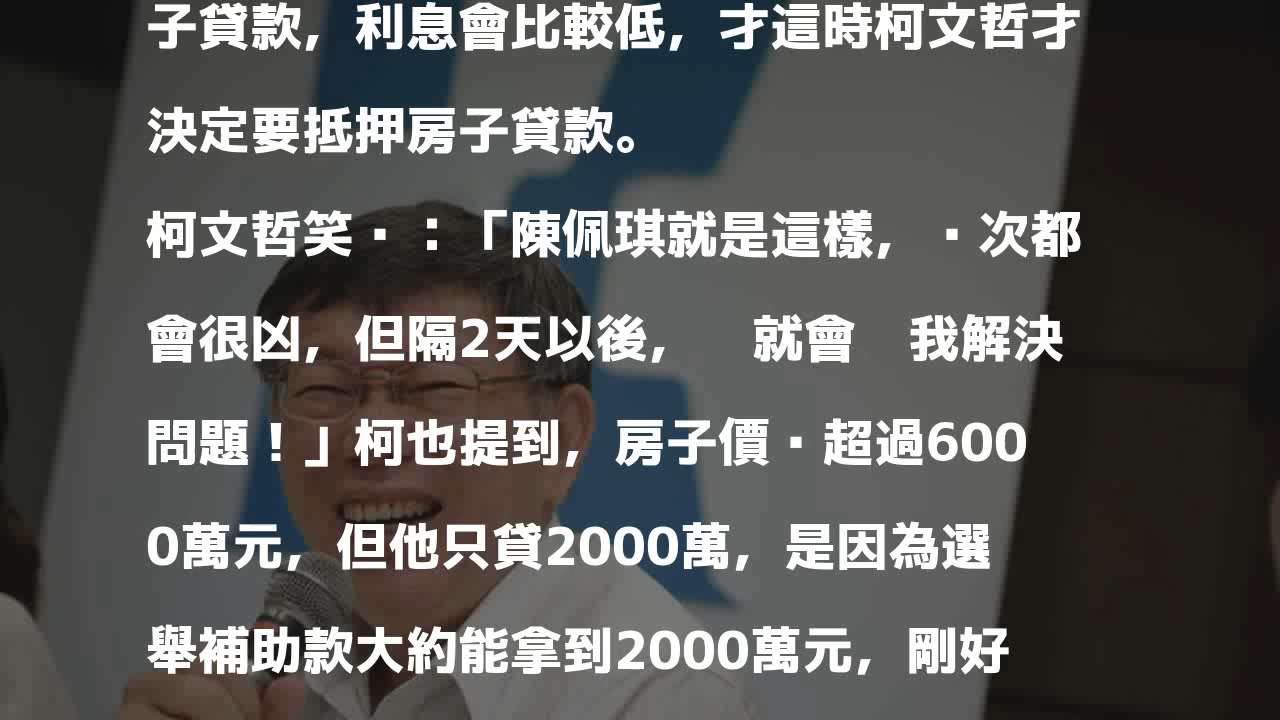 子貸款，利息會比較低，才這時柯文哲才
決定要抵押房子貸款。
柯文哲笑▪：「陳佩琪就是這樣，▪次都
會很凶，但隔2天以後，　就會　我解決
問題！」柯也提到，房子價▪超過600
0萬元，但他只貸2000萬，是因為選
舉補助款大約能拿到2000萬元，剛好